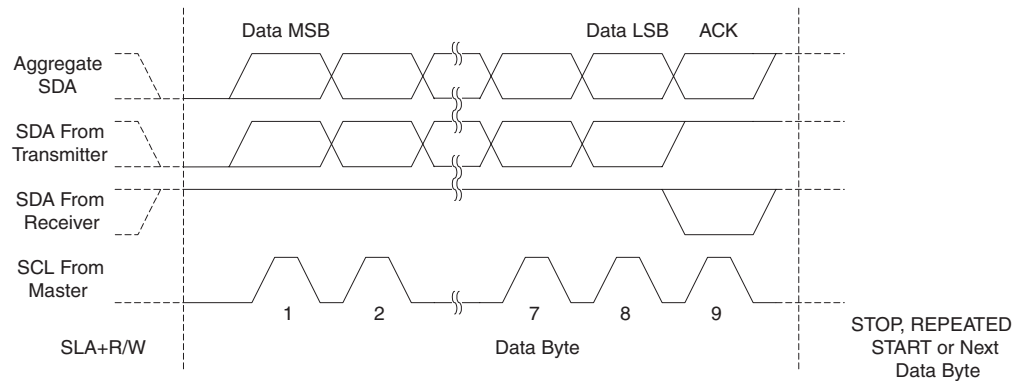 Data MSB
Data LSB
ACK
Aggregate
SDA
SDA From
Transmitter
SDA From
Receiver
SCL From
Master
1
2
7
8
9
SLA+R/W
Data Byte
STOP, REPEATED
START or Next
Data Byte